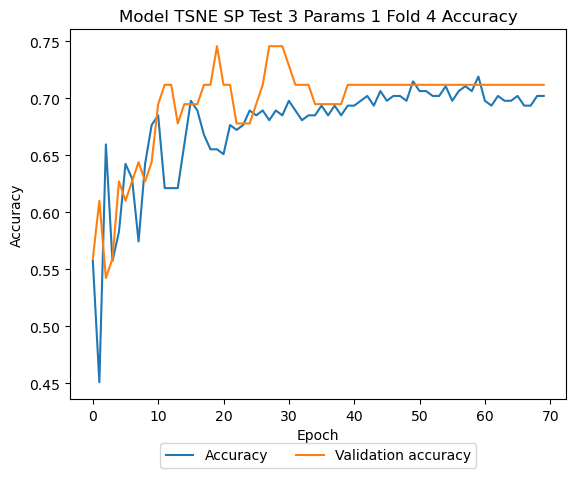 Model TSNE SP Test 3 Params 1 Fold 4 Accuracy
0.75
0.70
0.65
0.60
0.55
0.50
0.45
Accuracy
0 10 20 30 40 50 60 70
Epoch
Accuracy Validation accuracy